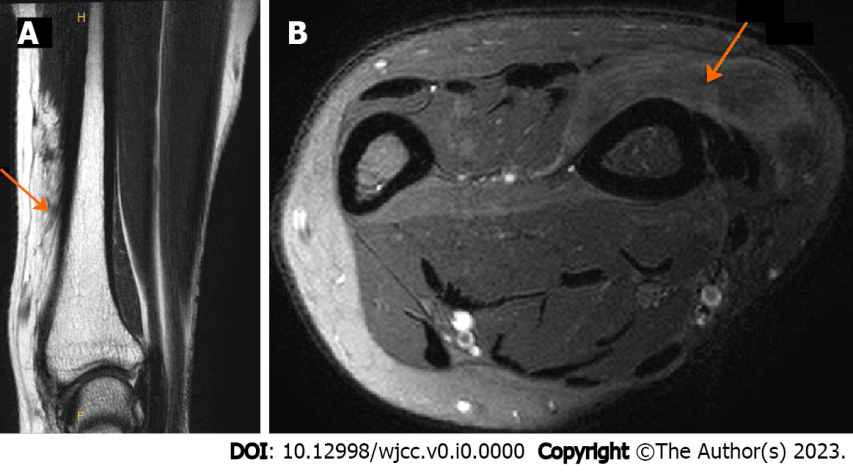 A
H
B
F
DOI: 10.12998/wjcc.v0.i0.0000 Copyright ©The Author(s) 2023.